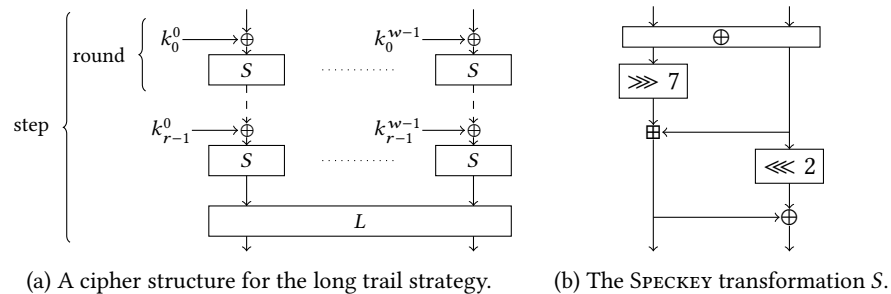 k_0^0 ⊕ k_0^{w−1} ⊕
round
S ………… S
step
k_{r−1}^0 ⊕ k_{r−1}^{w−1} ⊕
S ………… S
L
(a) A cipher structure for the long trail strategy.
⊕
⋙ 7
⊞
⋘ 2
⊕
(b) The Speckey transformation S.